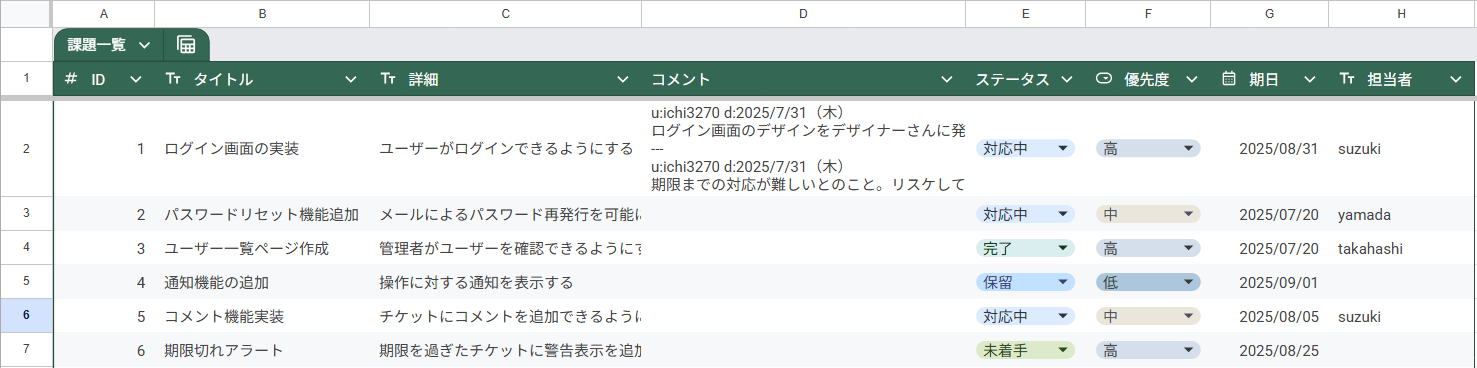 A B C D E F G H
課題一覧
1 ID タイトル 詳細 コメント ステータス 優先度 期日 担当者
2 1 ログイン画面の実装 ユーザーがログインできるようにする
u:ichi3270 d:2025/7/31（木）
ログイン画面のデザインをデザイナーさんに発
---
u:ichi3270 d:2025/7/31（木）
期限までの対応が難しいとのこと。リスケして
対応中 高 2025/08/31 suzuki
3 2 パスワードリセット機能追加 メールによるパスワード再発行を可能に 対応中 中 2025/07/20 yamada
4 3 ユーザー一覧ページ作成 管理者がユーザーを確認できるようにす 完了 高 2025/07/20 takahashi
5 4 通知機能の追加 操作に対する通知を表示する 保留 低 2025/09/01
6 5 コメント機能実装 チケットにコメントを追加できるように 対応中 中 2025/08/05 suzuki
7 6 期限切れアラート 期限を過ぎたチケットに警告表示を追加 未着手 高 2025/08/25